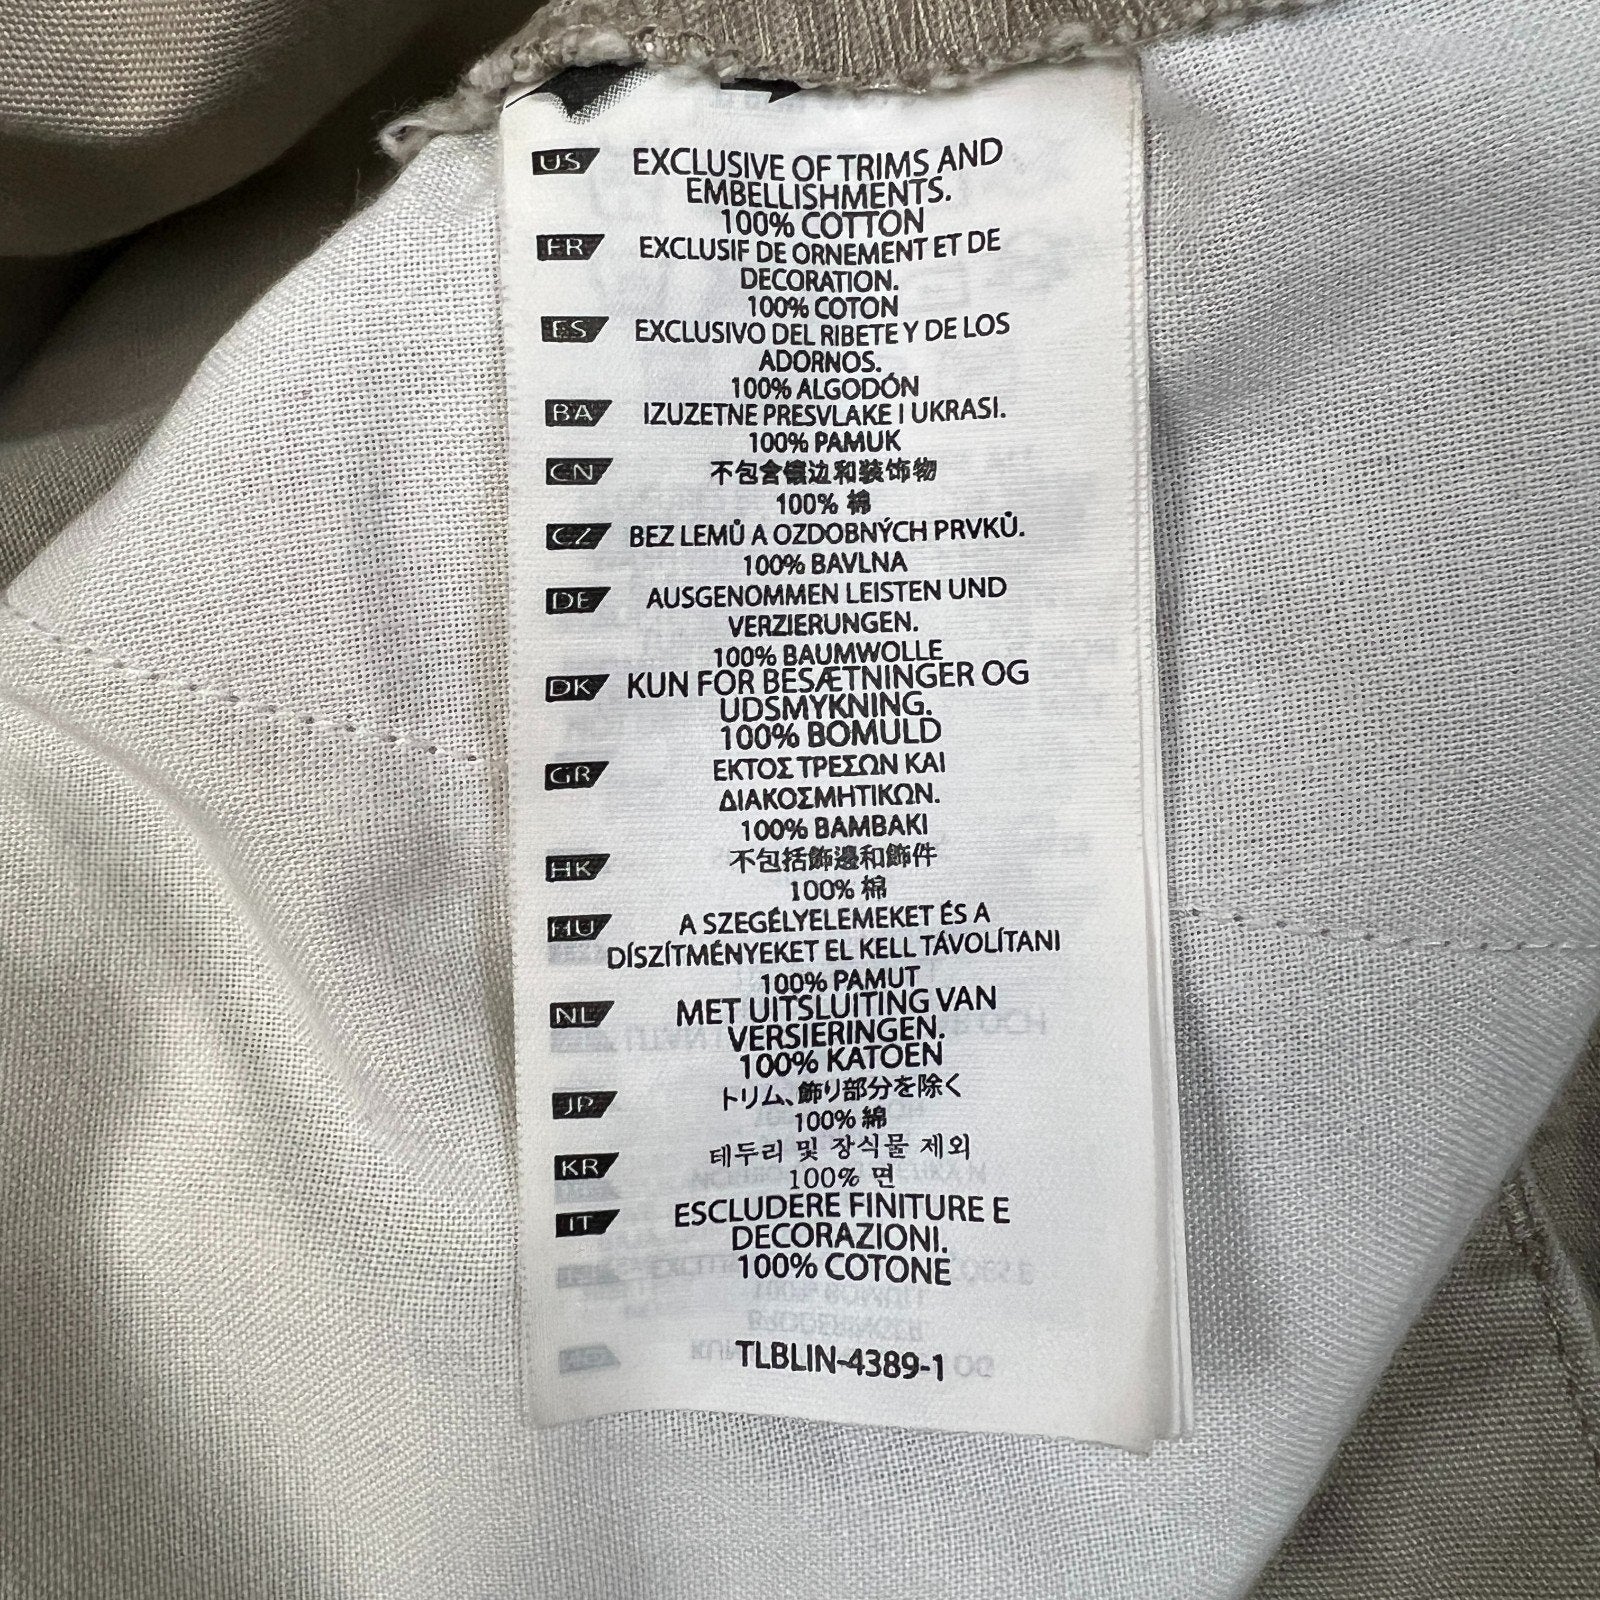 US EXCLUSIVE OF TRIMS AND
EMBELLISHMENTS.
100% COTTON
FR EXCLUSIF DE ORNEMENT ET DE
DECORATION.
100% COTON
ES EXCLUSIVO DEL RIBETE Y DE LOS
ADORNOS.
100% ALGODÓN
BA IZUZETNE PRESVLAKE I UKRASI.
100% PAMUK
CN 不包含镶边和装饰物
100% 棉
CZ BEZ LEMŮ A OZDOBNÝCH PRVKŮ.
100% BAVLNA
DE AUSGENOMMEN LEISTEN UND
VERZIERUNGEN.
100% BAUMWOLLE
DK KUN FOR BESÆTNINGER OG
UDSMYKNING.
100% BOMULD
GR ΕΚΤΟΣ ΤΡΕΣΩΝ ΚΑΙ
ΔΙΑΚΟΣΜΗΤΙΚΩΝ.
100% ΒΑΜΒΑΚΙ
HK 不包括飾邊和飾件
100% 棉
HU A SZEGÉLYELEMEKET ÉS A
DÍSZÍTMÉNYEKET EL KELL TÁVOLÍTANI
100% PAMUT
NL MET UITSLUITING VAN
VERSIERINGEN.
100% KATOEN
JP トリム、飾り部分を除く
100% 綿
KR 테두리 및 장식물 제외
100% 면
IT ESCLUDERE FINITURE E
DECORAZIONI.
100% COTONE
TLBLIN-4389-1